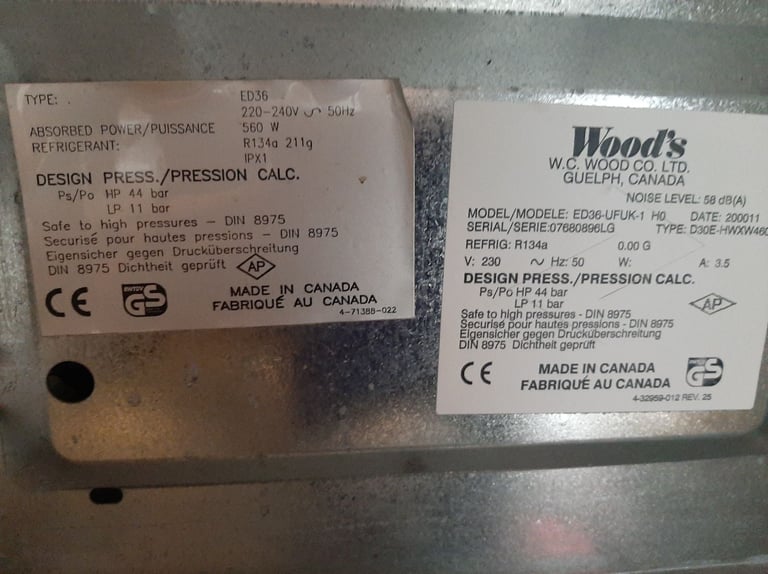 TYPE: ED36
220-240V 50Hz
ABSORBED POWER/PUISSANCE 560 W
REFRIGERANT: R134a 211g
IPX1
DESIGN PRESS./PRESSION CALC.
Ps/Po HP 44 bar
LP 11 bar
Safe to high pressures - DIN 8975
Securisé pour hautes pressions - DIN 8975
Eigensicher gegen Drucküberschreitung
DIN 8975 Dichtheit geprüft AP
CE GS
MADE IN CANADA
FABRIQUÉ AU CANADA
4-71388-022
Wood's
W.C. WOOD CO. LTD.
GUELPH, CANADA
NOISE LEVEL: 58 dB(A)
MODEL/MODELE: ED36-UFUK-1 H0 DATE: 200011
SERIAL/SERIE: 07680896LG TYPE: D30E-HWXW460
REFRIG: R134a 0.00 G
V: 230 ~ Hz: 50 W: A: 3.5
DESIGN PRESS./PRESSION CALC.
Ps/Po HP 44 bar
LP 11 bar
AP
Safe to high pressures - DIN 8975
Securisé pour hautes pressions - DIN 8975
Eigensicher gegen Drucküberschreitung
DIN 8975 Dichtheit geprüft
CE
MADE IN CANADA
FABRIQUÉ AU CANADA
GS
4-32959-012 REV. 25